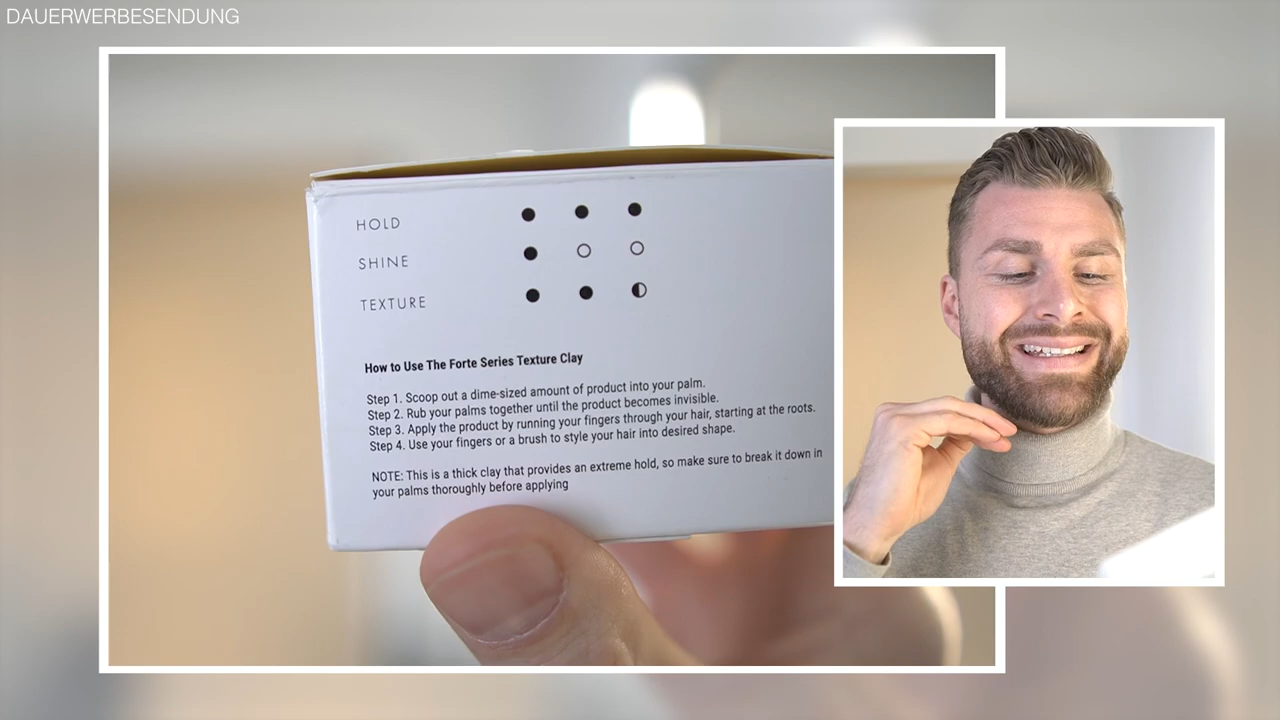 DAUERWERBESENDUNG
HOLD
SHINE
TEXTURE
How to Use The Forte Series Texture Clay
Step 1. Scoop out a dime-sized amount of product into your palm.
Step 2. Rub your palms together until the product becomes invisible.
Step 3. Apply the product by running your fingers through your hair, starting at the roots.
Step 4. Use your fingers or a brush to style your hair into desired shape.
NOTE: This is a thick clay that provides an extreme hold, so make sure to break it down in
your palms thoroughly before applying